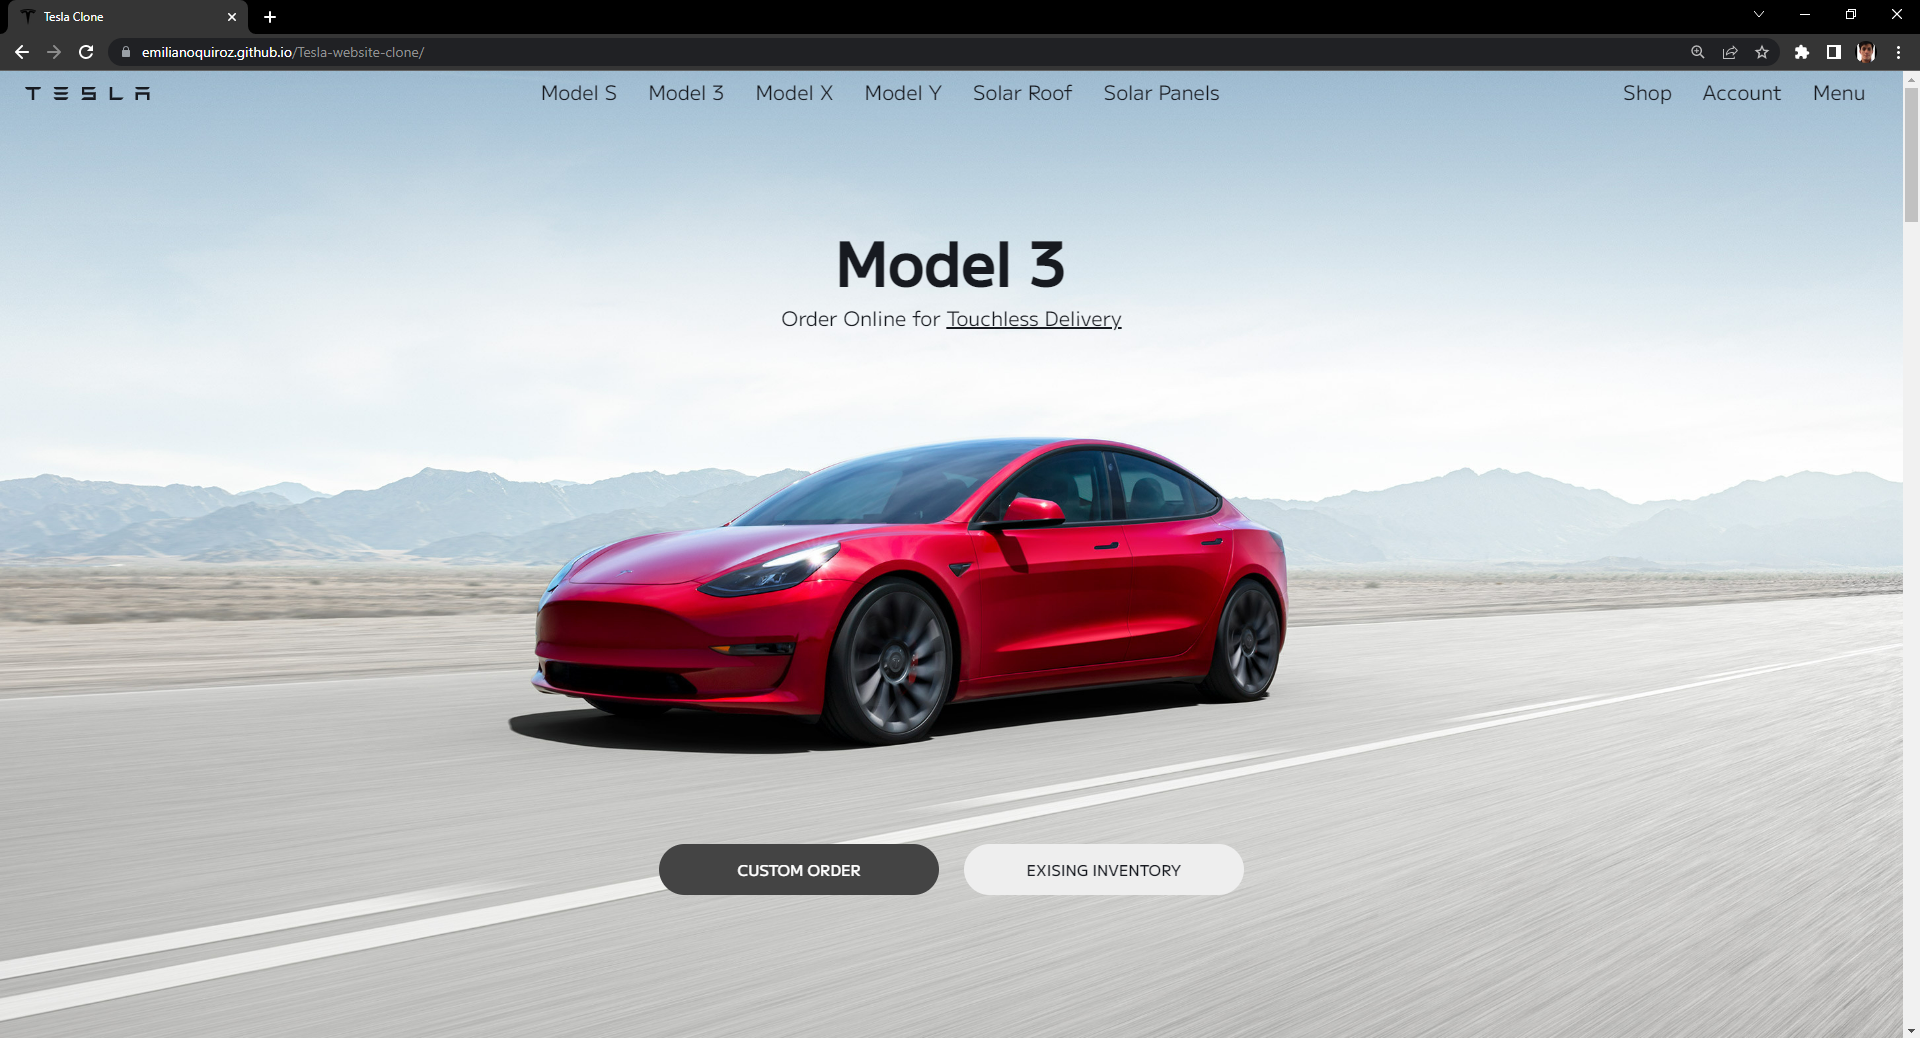 Tesla Clone
emilianoquiroz.github.io/Tesla-website-clone/
TESLA Model S Model 3 Model X Model Y Solar Roof Solar Panels Shop Account Menu
Model 3
Order Online for Touchless Delivery
CUSTOM ORDER EXISING INVENTORY